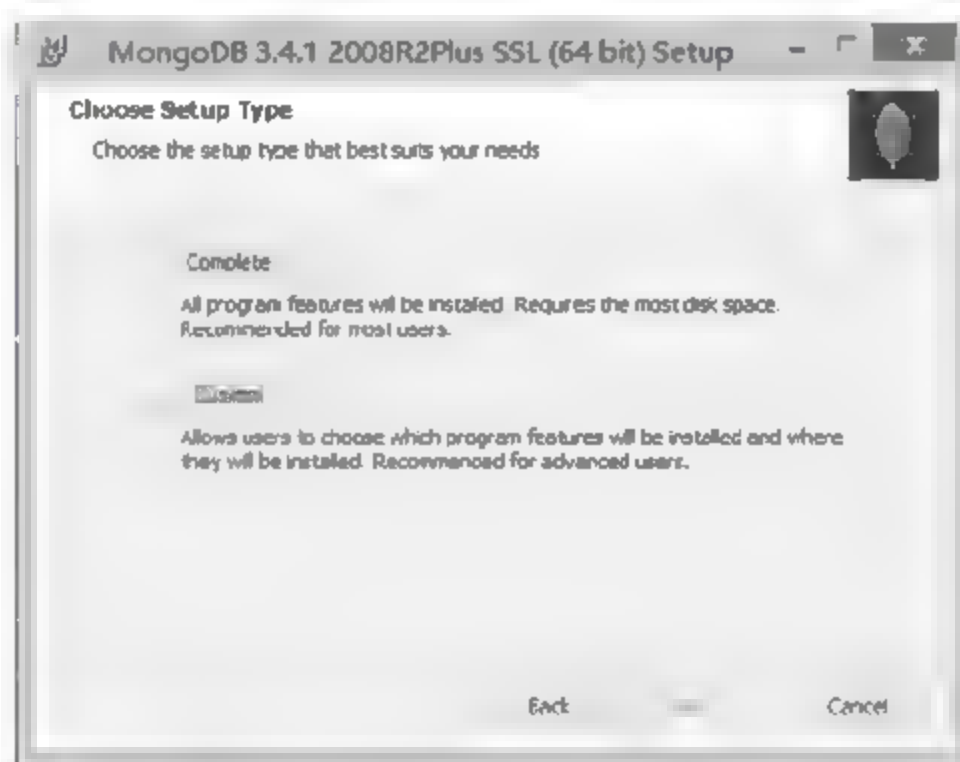 MongoDB 3.4.1 2008R2Plus SSL (64 bit) Setup
Choose Setup Type
Choose the setup type that best suits your needs
Complete
All program features will be installed. Requires the most disk space.
Recommended for most users.
Allows users to choose which program features will be installed and where
they will be installed. Recommended for advanced users.
Back
Cancel